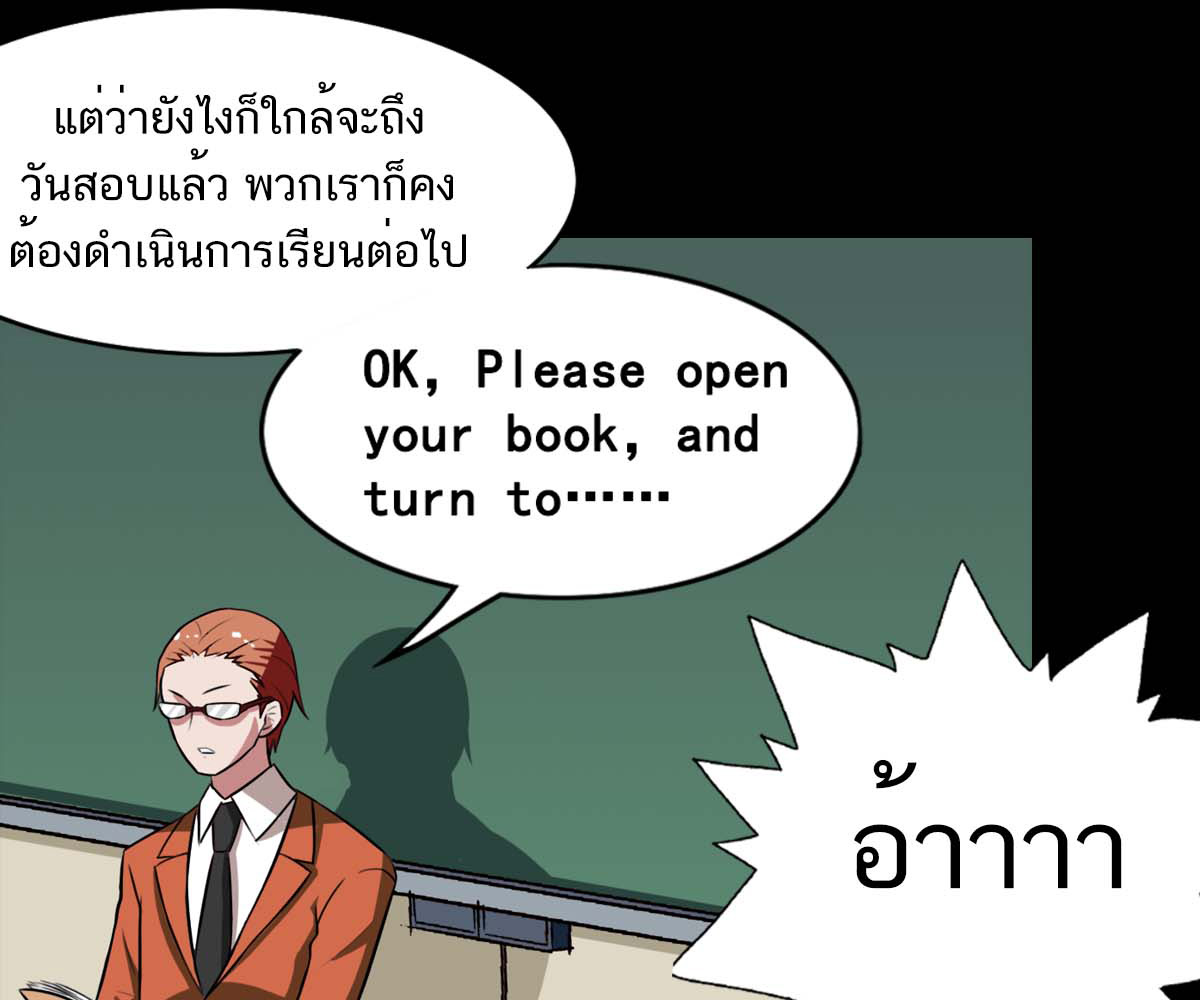 แต่ว่ายังไงก็ใกล้จะถึง
วันสอบแล้ว พวกเราก็คง
ต้องดำเนินการเรียนต่อไป
OK, Please open
your book, and
turn to……
อ้าาาา